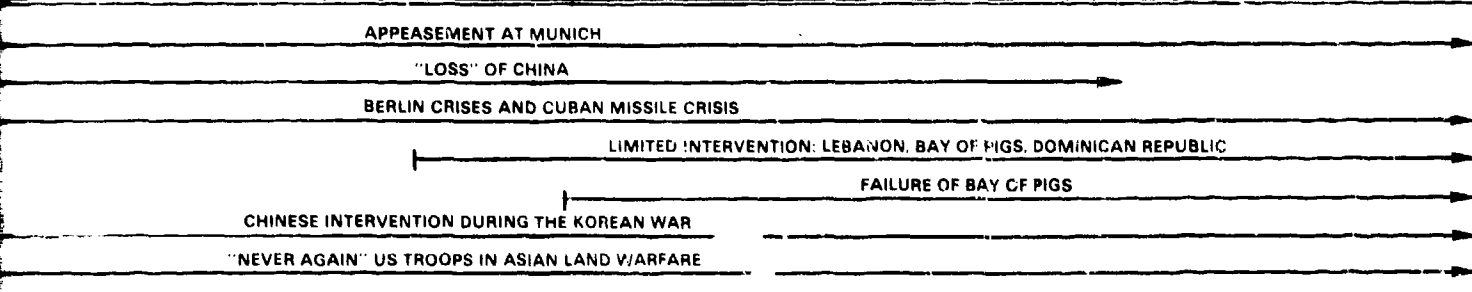 APPEASEMENT AT MUNICH
"LOSS" OF CHINA
BERLIN CRISES AND CUBAN MISSILE CRISIS
LIMITED INTERVENTION: LEBANON, BAY OF PIGS, DOMINICAN REPUBLIC
FAILURE OF BAY OF PIGS
CHINESE INTERVENTION DURING THE KOREAN WAR
"NEVER AGAIN" US TROOPS IN ASIAN LAND WARFARE